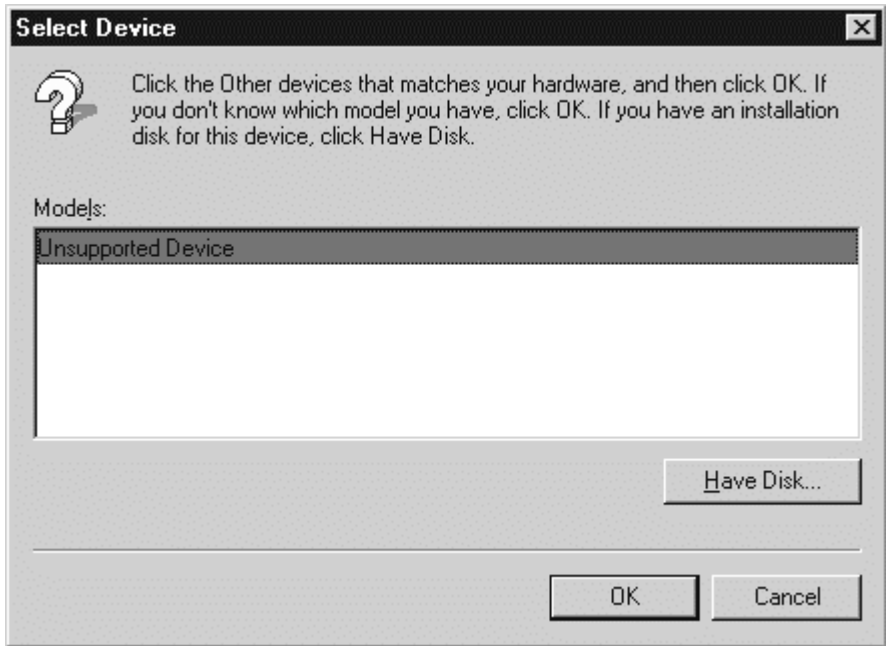 Select Device
Click the Other devices that matches your hardware, and then click OK. If
you don't know which model you have, click OK. If you have an installation
disk for this device, click Have Disk.
Models:
Unsupported Device
Have Disk...
OK
Cancel